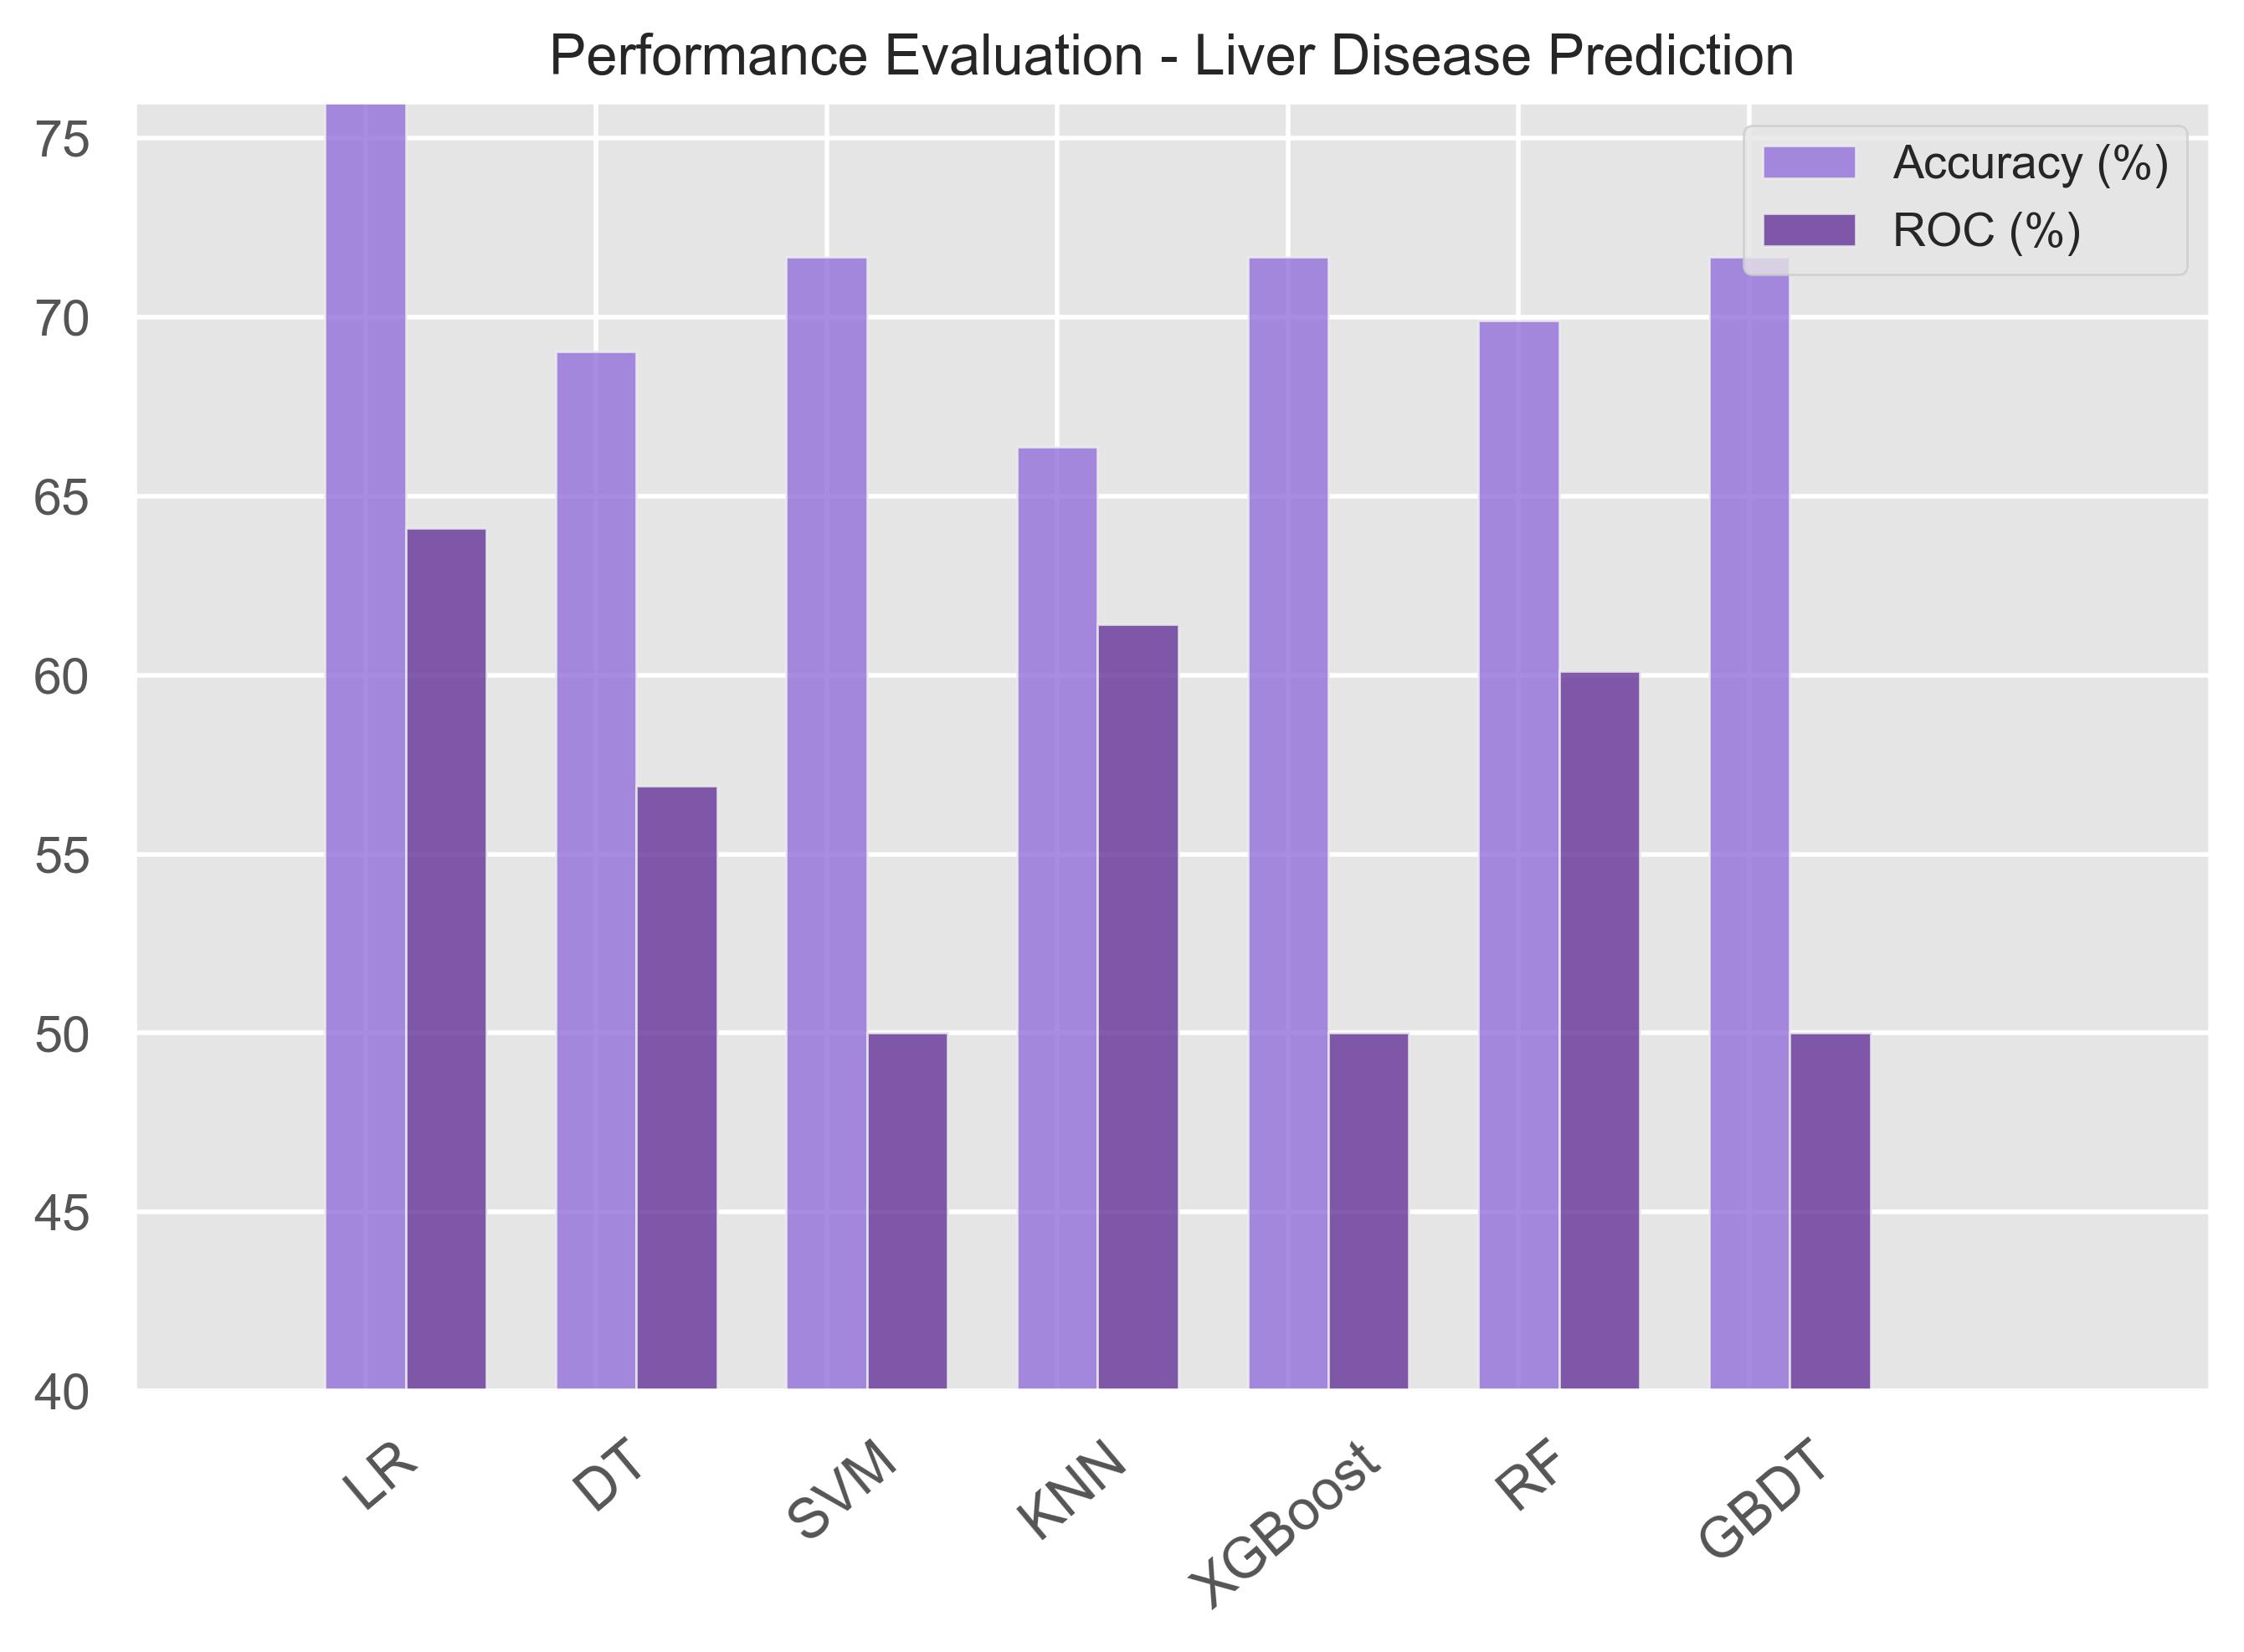 Performance Evaluation - Liver Disease Prediction
Accuracy (%)
ROC (%)
75
70
65
60
55
50
45
40
LR
DT
SVM
KNN
XGBoost
RF
GBDT